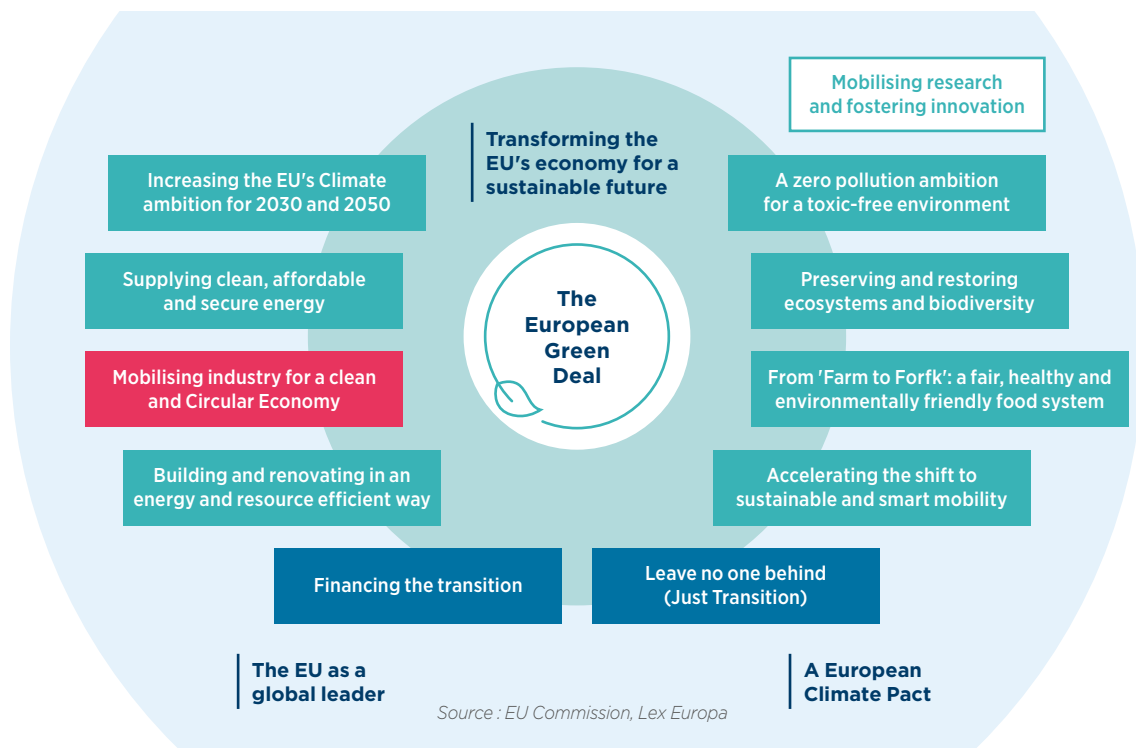 Mobilising research
and fostering innovation
Transforming the
EU's economy for a
sustainable future
Increasing the EU's Climate
ambition for 2030 and 2050
A zero pollution ambition
for a toxic-free environment
Supplying clean, affordable
and secure energy
Preserving and restoring
ecosystems and biodiversity
The
European
Green
Deal
Mobilising industry for a clean
and Circular Economy
From 'Farm to Forfk': a fair, healthy and
environmentally friendly food system
Building and renovating in an
energy and resource efficient way
Accelerating the shift to
sustainable and smart mobility
Financing the transition
Leave no one behind
(Just Transition)
The EU as a
global leader
A European
Climate Pact
Source : EU Commission, Lex Europa